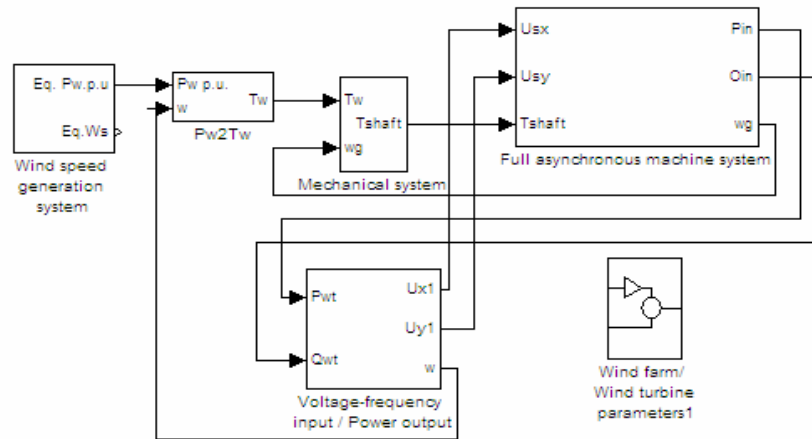 Eq. Pw.p.u
Eq.Ws
Wind speed
generation
system
Pw p.u.
w
Tw
Pw2Tw
Tw
Tshaft
wg
Mechanical system
Usx
Usy
Tshaft
Pin
Oin
wg
Full asynchronous machine system
Pwt
Qwt
Ux1
Uy1
w
Voltage-frequency
input / Power output
Wind farm/
Wind turbine
parameters1